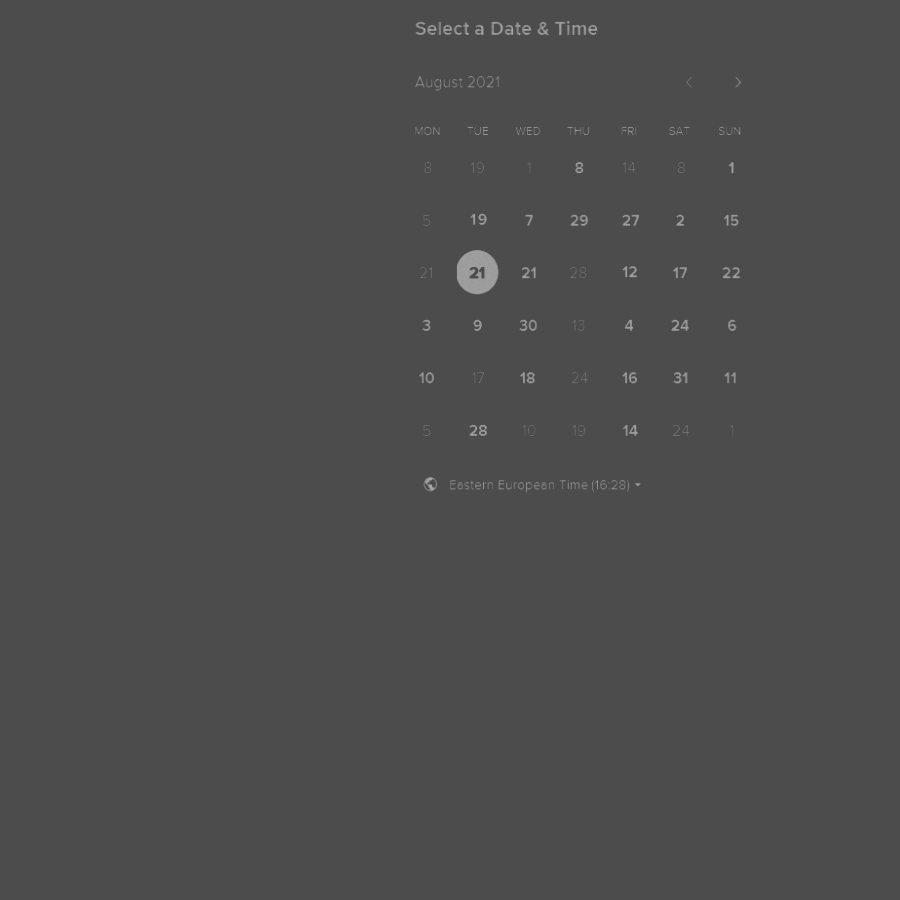 Select a Date & Time
August 2021
MON TUE WED THU FRI SAT SUN
8 19 1 8 14 8 1
5 19 7 29 27 2 15
21 21 21 28 12 17 22
3 9 30 13 4 24 6
10 17 18 24 16 31 11
5 28 10 19 14 24 1
Eastern European Time (16:28)